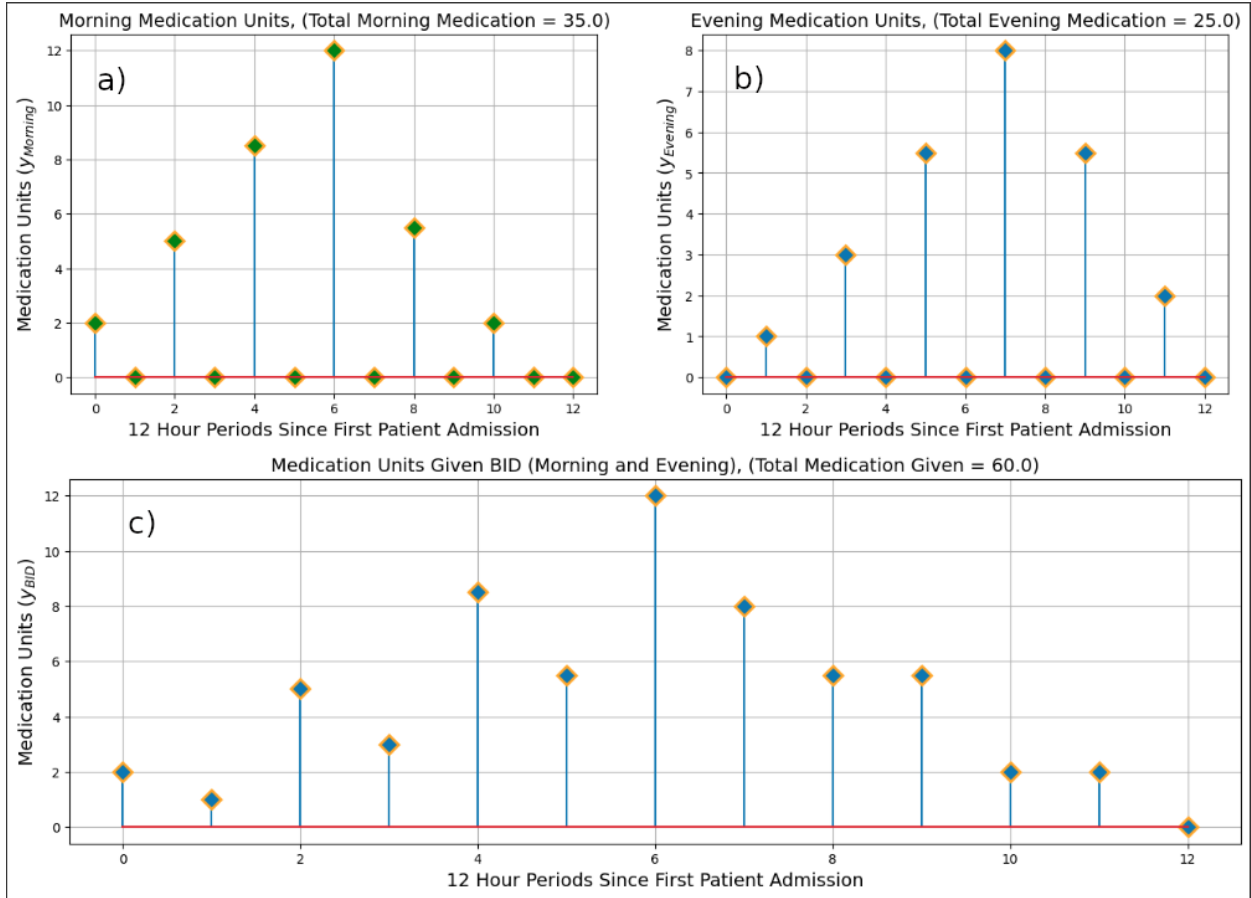 Morning Medication Units, (Total Morning Medication = 35.0)
a)
Medication Units (y_Morning)
12
10
8
6
4
2
0
0 2 4 6 8 10 12
12 Hour Periods Since First Patient Admission
Evening Medication Units, (Total Evening Medication = 25.0)
b)
Medication Units (y_Evening)
8
7
6
5
4
3
2
1
0
0 2 4 6 8 10 12
12 Hour Periods Since First Patient Admission
Medication Units Given BID (Morning and Evening), (Total Medication Given = 60.0)
c)
Medication Units (y_BID)
12
10
8
6
4
2
0
0 2 4 6 8 10 12
12 Hour Periods Since First Patient Admission